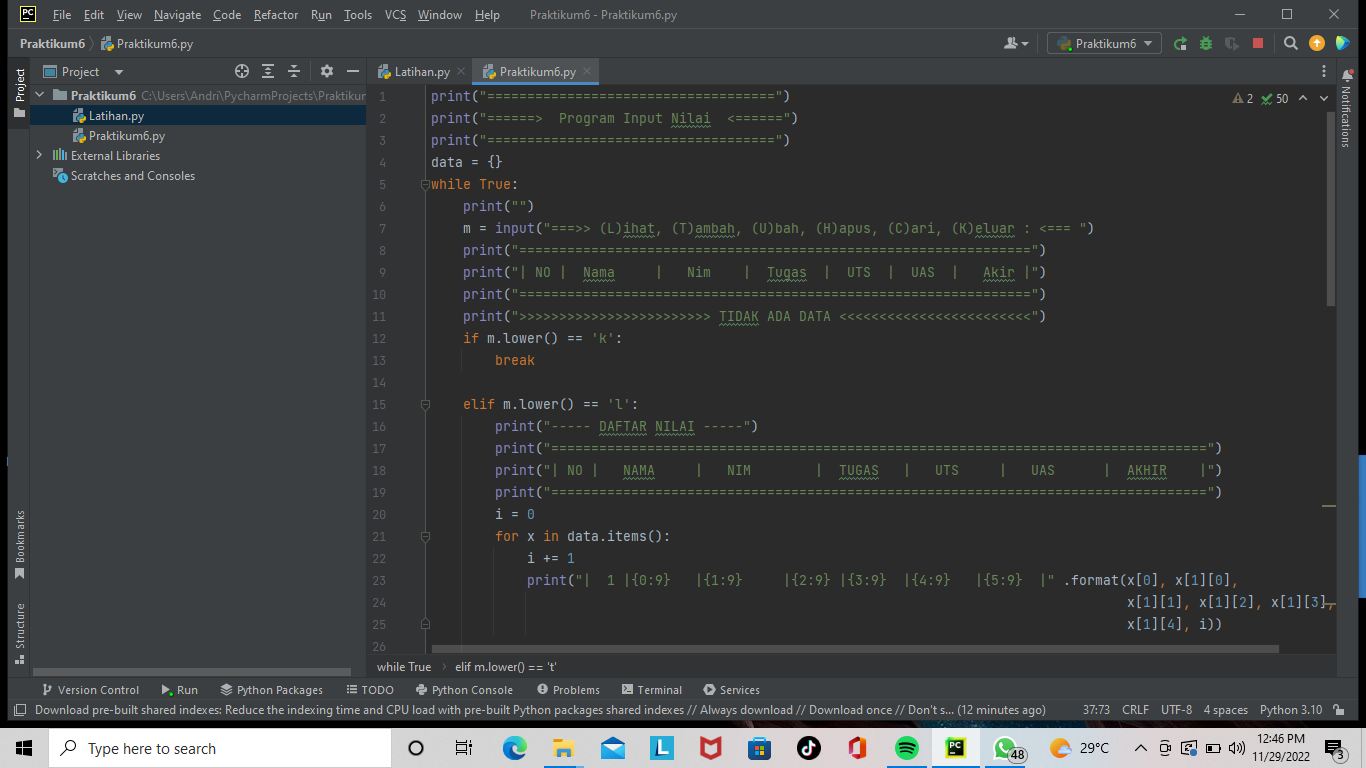 PC File Edit View Navigate Code Refactor Run Tools VCS Window Help Praktikum6 - Praktikum6.py
Praktikum6 Praktikum6.py Praktikum6
Project Latihan.py Praktikum6.py
Project
Praktikum6 C:\Users\Andri\PycharmProjects\Praktikum
Latihan.py
Praktikum6.py
External Libraries
Scratches and Consoles
2 50
Notifications
1 print("====================================")
2 print("======>  Program Input Nilai  <======")
3 print("====================================")
4 data = {}
5 while True:
6     print("")
7     m = input("===>> (L)ihat, (T)ambah, (U)bah, (H)apus, (C)ari, (K)eluar : <=== ")
8     print("================================================================")
9     print("| NO |  Nama     |   Nim    |  Tugas  |  UTS  |  UAS  |   Akir |")
10     print("================================================================")
11     print(">>>>>>>>>>>>>>>>>>>>>>>> TIDAK ADA DATA <<<<<<<<<<<<<<<<<<<<<<<<")
12     if m.lower() == 'k':
13         break
14
15     elif m.lower() == 'l':
16         print("----- DAFTAR NILAI -----")
17         print("==================================================================================")
18         print("| NO |   NAMA     |   NIM        |  TUGAS   |   UTS     |   UAS      |  AKHIR    |")
19         print("==================================================================================")
20         i = 0
21         for x in data.items():
22             i += 1
23             print("|  1 |{0:9}   |{1:9}     |{2:9} |{3:9}  |{4:9}   |{5:9}  |" .format(x[0], x[1][0],
24                                                                                        x[1][1], x[1][2], x[1][3],
25                                                                                        x[1][4], i))
26
Bookmarks
Structure
while True elif m.lower() == 't'
Version Control Run Python Packages TODO Python Console Problems Terminal Services
Download pre-built shared indexes: Reduce the indexing time and CPU load with pre-built Python packages shared indexes // Always download // Download once // Don't s... (12 minutes ago) 37:73 CRLF UTF-8 4 spaces Python 3.10
Type here to search L PC 48 29°C 12:46 PM
11/29/2022 3